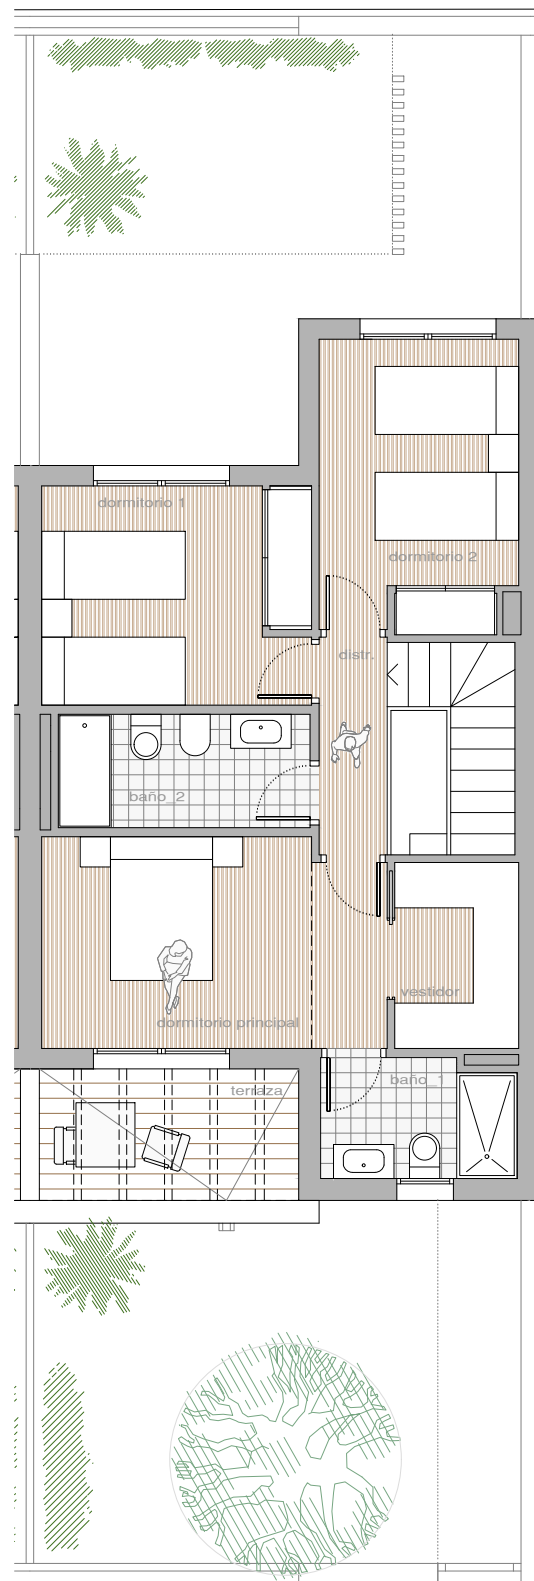 dormitorio 1
dormitorio 2
distr.
baño_2
vestidor
dormitorio principal
baño_1
terraza